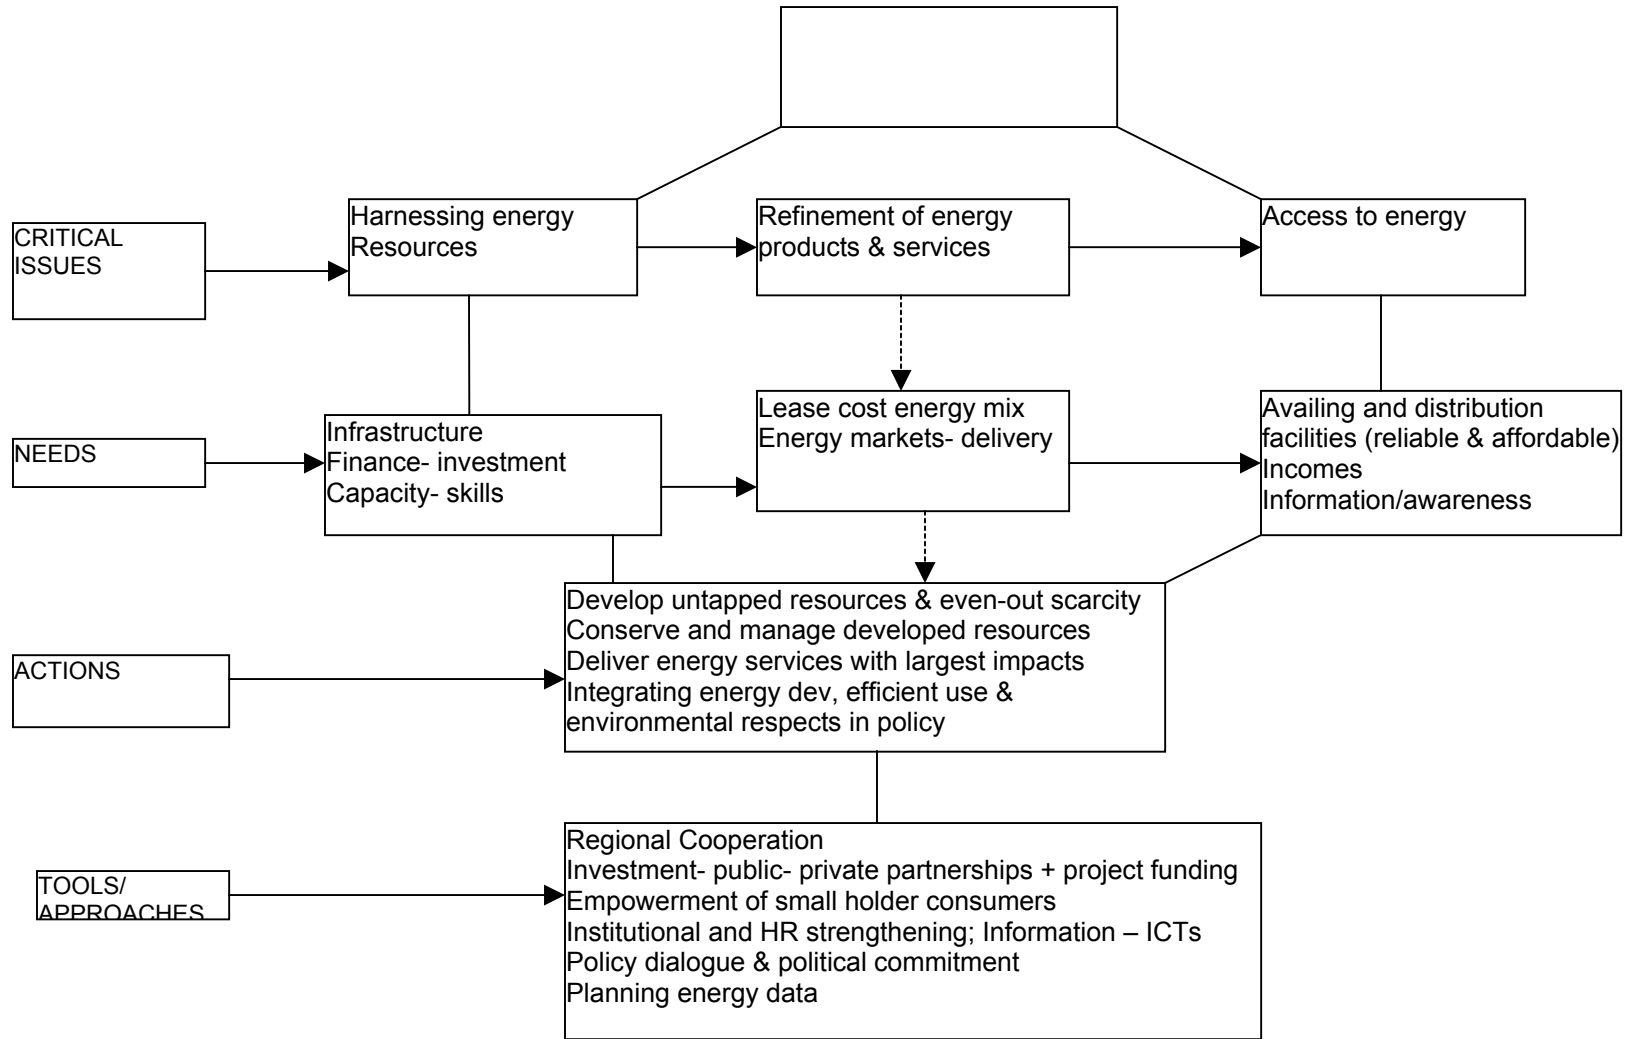 CRITICAL
ISSUES
Harnessing energy
Resources
Refinement of energy
products & services
Access to energy
NEEDS
Infrastructure
Finance- investment
Capacity- skills
Lease cost energy mix
Energy markets- delivery
Availing and distribution
facilities (reliable & affordable)
Incomes
Information/awareness
ACTIONS
Develop untapped resources & even-out scarcity
Conserve and manage developed resources
Deliver energy services with largest impacts
Integrating energy dev, efficient use &
environmental respects in policy
TOOLS/
APPROACHES
Regional Cooperation
Investment- public- private partnerships + project funding
Empowerment of small holder consumers
Institutional and HR strengthening; Information – ICTs
Policy dialogue & political commitment
Planning energy data